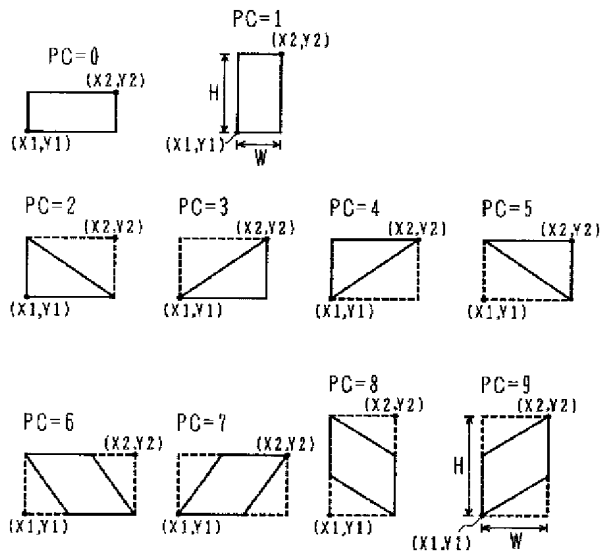 PC=0
(X2,Y2)
(X1,Y1)
PC=1
(X2,Y2)
H
(X1,Y1)
W
PC=2
(X2,Y2)
(X1,Y1)
PC=3
(X2,Y2)
(X1,Y1)
PC=4
(X2,Y2)
(X1,Y1)
PC=5
(X2,Y2)
(X1,Y1)
PC=6
(X2,Y2)
(X1,Y1)
PC=7
(X2,Y2)
(X1,Y1)
PC=8
(X2,Y2)
(X1,Y1)
PC=9
(X2,Y2)
H
(X1,Y1)
W